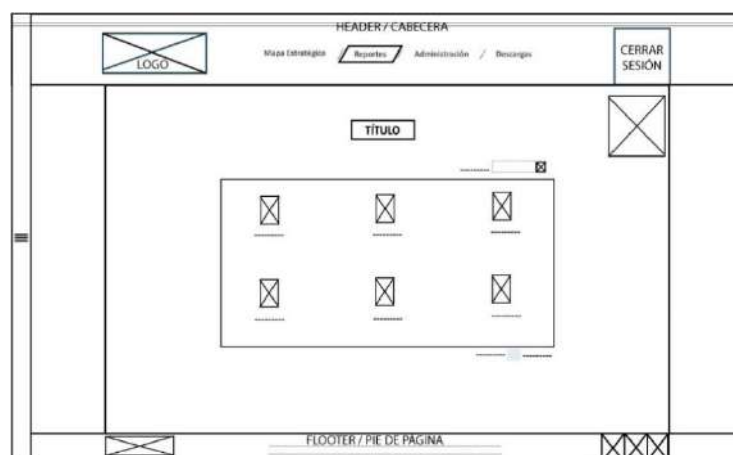 HEADER / CABECERA
LOGO
Mapa Estratégico
Reportes
Administración
/
Descargas
CERRAR
SESIÓN
TÍTULO
FLOOTER / PIE DE PÁGINA